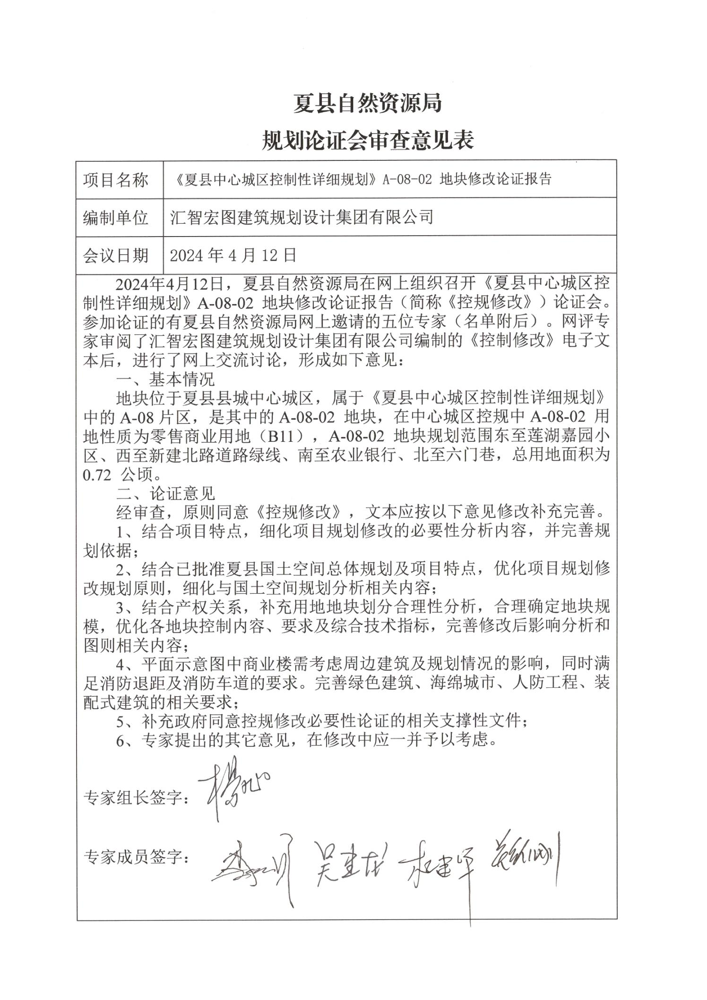 夏县自然资源局
规划论证会审查意见表
项目名称 《夏县中心城区控制性详细规划》A-08-02 地块修改论证报告
编制单位 汇智宏图建筑规划设计集团有限公司
会议日期 2024 年 4 月 12 日
2024年4月12日，夏县自然资源局在网上组织召开《夏县中心城区控
制性详细规划》A-08-02 地块修改论证报告（简称《控规修改》）论证会。
参加论证的有夏县自然资源局网上邀请的五位专家（名单附后）。网评专
家审阅了汇智宏图建筑规划设计集团有限公司编制的《控制修改》电子文
本后，进行了网上交流讨论，形成如下意见：
一、基本情况
地块位于夏县县城中心城区，属于《夏县中心城区控制性详细规划》
中的 A-08 片区，是其中的 A-08-02 地块，在中心城区控规中 A-08-02 用
地性质为零售商业用地（B11），A-08-02 地块规划范围东至莲湖嘉园小
区、西至新建北路道路绿线、南至农业银行、北至六门巷，总用地面积为
0.72 公顷。
二、论证意见
经审查，原则同意《控规修改》，文本应按以下意见修改补充完善。
1、结合项目特点，细化项目规划修改的必要性分析内容，并完善规
划依据；
2、结合已批准夏县国土空间总体规划及项目特点，优化项目规划修
改规划原则，细化与国土空间规划分析相关内容；
3、结合产权关系，补充用地地块划分合理性分析，合理确定地块规
模，优化各地块控制内容、要求及综合技术指标，完善修改后影响分析和
图则相关内容；
4、平面示意图中商业楼需考虑周边建筑及规划情况的影响，同时满
足消防退距及消防车道的要求。完善绿色建筑、海绵城市、人防工程、装
配式建筑的相关要求；
5、补充政府同意控规修改必要性论证的相关支撑性文件；
6、专家提出的其它意见，在修改中应一并予以考虑。
专家组长签字：
专家成员签字： 吴建龙